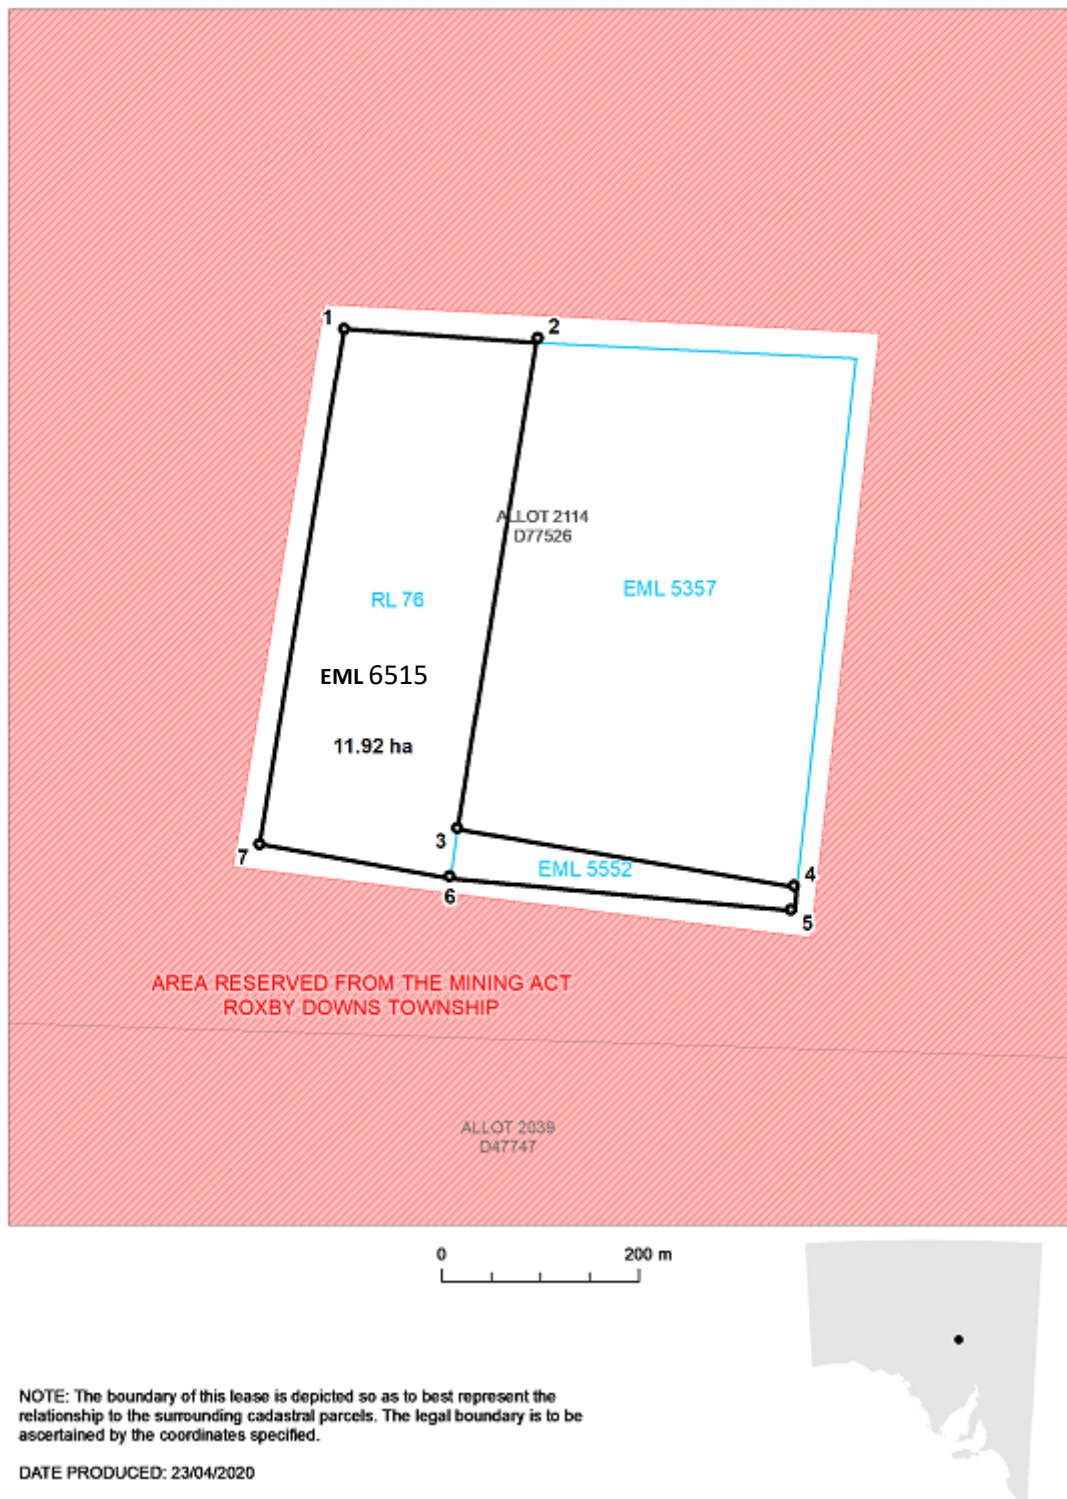 1
2
ALLOT 2114
D77526
EML 5357
RL 76
EML 6515
11.92 ha
3
7
EML 5552
4
6
5
AREA RESERVED FROM THE MINING ACT
ROXBY DOWNS TOWNSHIP
ALLOT 2039
D47747
0 200 m
NOTE: The boundary of this lease is depicted so as to best represent the
relationship to the surrounding cadastral parcels. The legal boundary is to be
ascertained by the coordinates specified.
DATE PRODUCED: 23/04/2020